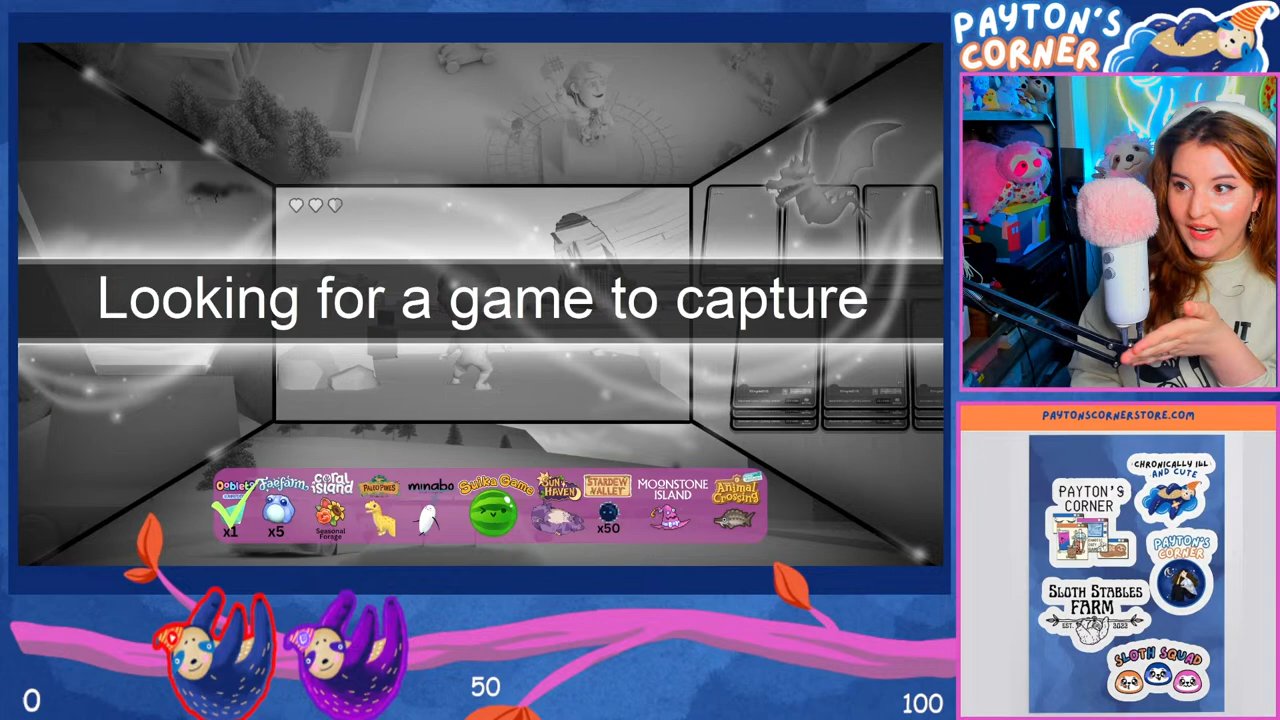 PAYTON'S
CORNER
Looking for a game to capture
Ooblets
Faefarm
Coral
Island
PALEO PINES
minabo
Suika Game
SUN
HAVEN
STARDEW
VALLEY
MOONSTONE
ISLAND
Animal
Crossing
x1
x5
Seasonal
Forage
x50
0
50
100
PAYTONSCORNERSTORE.COM
CHRONICALLY ILL
AND CUTE
PAYTON'S
CORNER
PAYTON'S
CORNER
SLOTH STABLES
FARM
EST.
2022
SLOTH SQUAD
IT